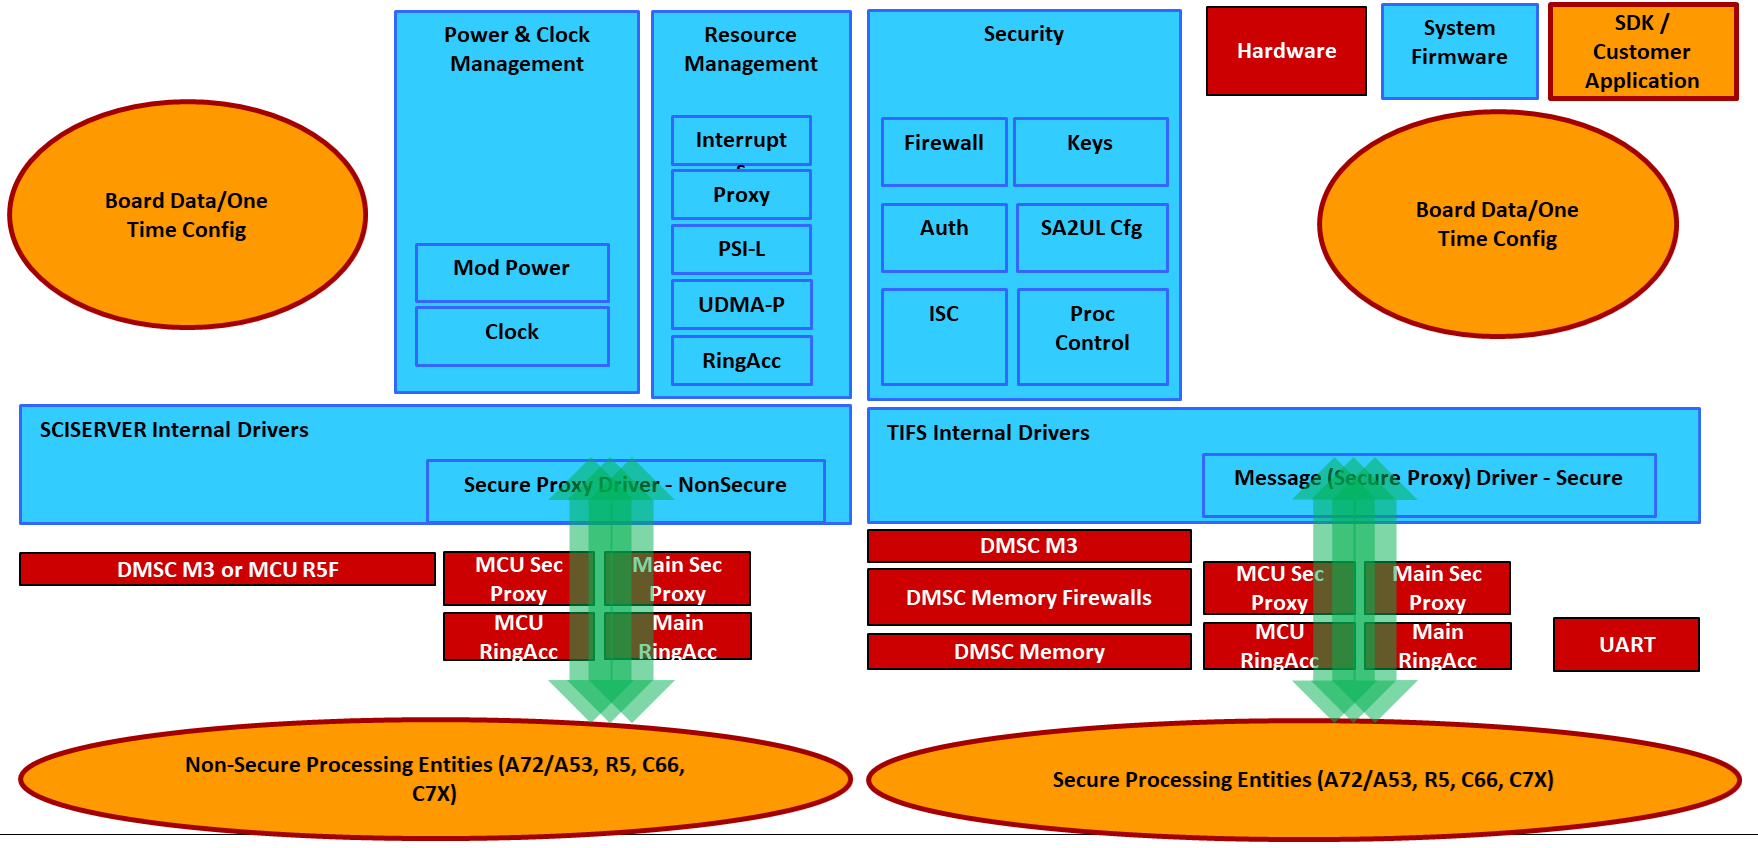 Power & Clock
Management
Resource
Management
Security
Hardware
System
Firmware
SDK /
Customer
Application
Board Data/One
Time Config
Mod Power
Clock
Interrupt
s
Proxy
PSI-L
UDMA-P
RingAcc
Firewall
Keys
Auth
SA2UL Cfg
ISC
Proc
Control
Board Data/One
Time Config
SCISERVER Internal Drivers
Secure Proxy Driver - NonSecure
TIFS Internal Drivers
Message (Secure Proxy) Driver - Secure
DMSC M3 or MCU R5F
MCU Sec
Proxy
Main Sec
Proxy
MCU
RingAcc
Main
RingAcc
DMSC M3
DMSC Memory Firewalls
DMSC Memory
MCU Sec
Proxy
Main Sec
Proxy
MCU
RingAcc
Main
RingAcc
UART
Non-Secure Processing Entities (A72/A53, R5, C66,
C7X)
Secure Processing Entities (A72/A53, R5, C66, C7X)